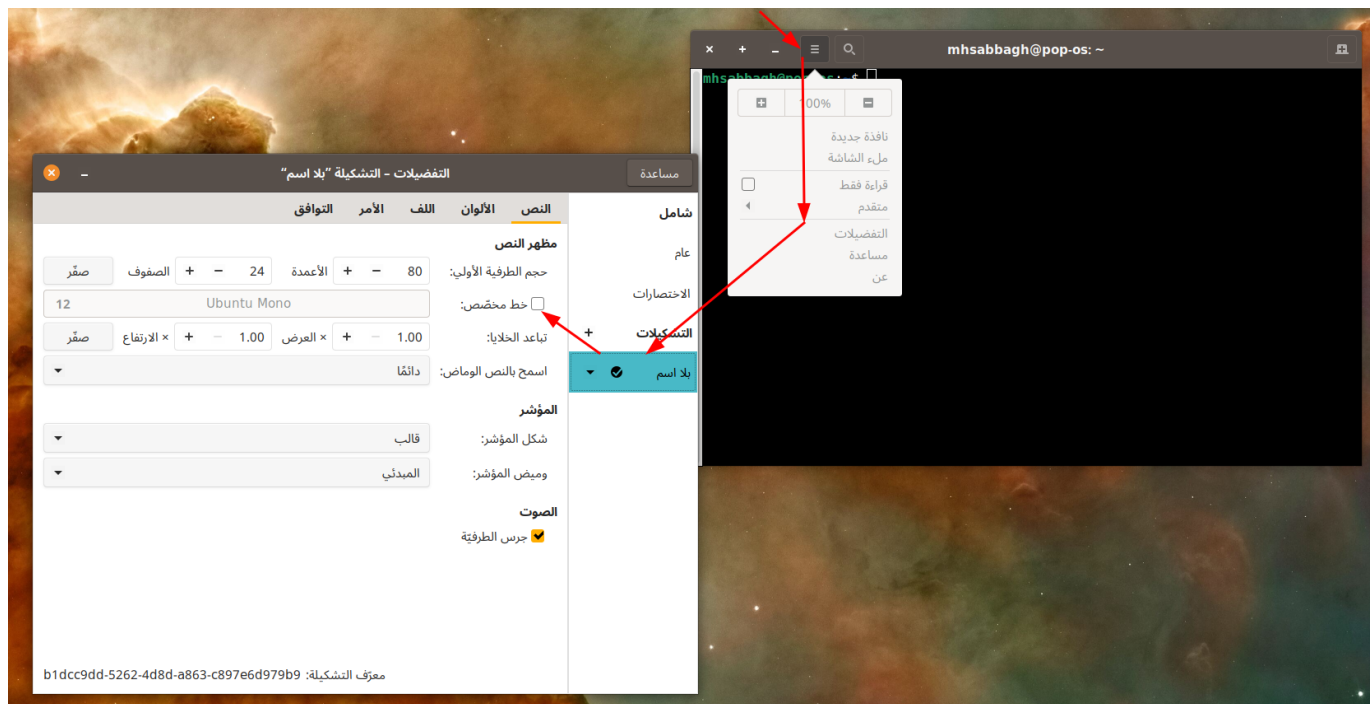 mhsabbagh@pop-os: ~
100%
نافذة جديدة
ملء الشاشة
قراءة فقط
متقدم
التفضيلات
مساعدة
عن
مساعدة
التفضيلات – التشكيلة ”بلا اسم“
شامل
عام
الاختصارات
التشكيلات
بلا اسم
النص الألوان اللف الأمر التوافق
مظهر النص
حجم الطرفية الأولي: 80 الأعمدة 24 الصفوف صفّر
خط مخصّص: Ubuntu Mono 12
تباعد الخلايا: 1.00 × العرض 1.00 × الارتفاع صفّر
اسمح بالنص الوماض: دائمًا
المؤشر
شكل المؤشر: قالب
وميض المؤشر: المبدئي
الصوت
جرس الطرفيّة
معرّف التشكيلة: b1dcc9dd-5262-4d8d-a863-c897e6d979b9